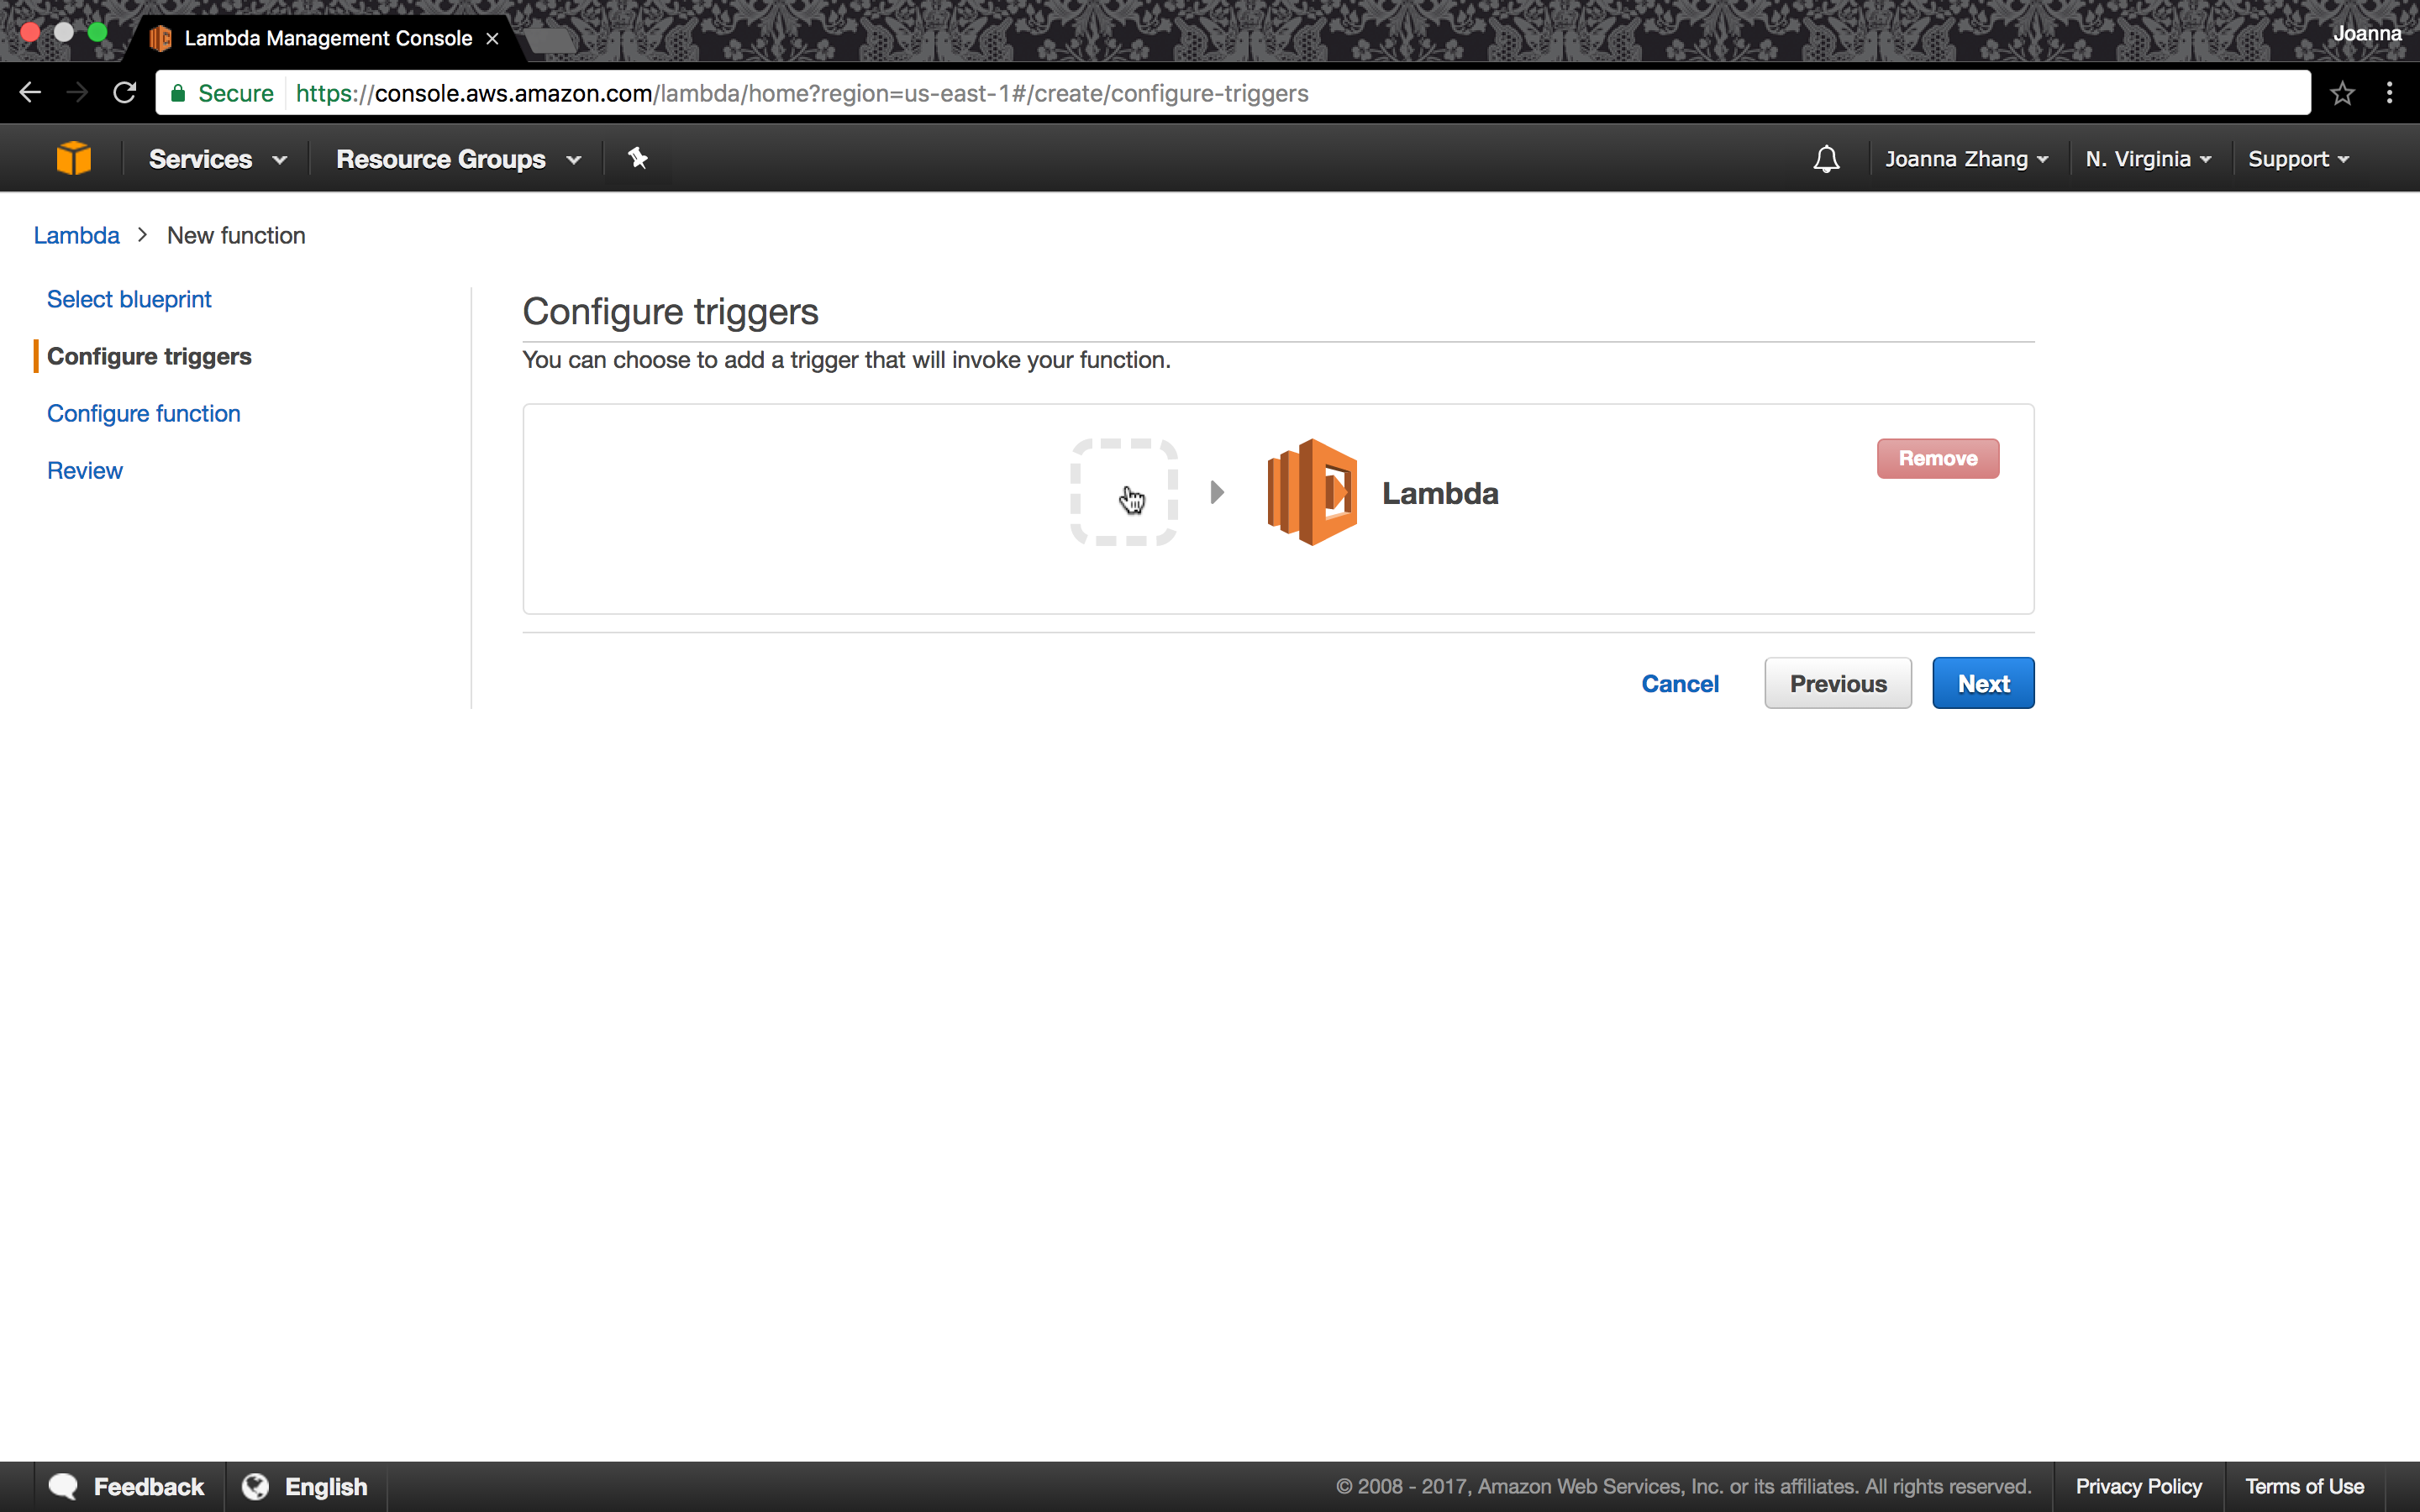 Lambda Management Console
Joanna
Secure https://console.aws.amazon.com/lambda/home?region=us-east-1#/create/configure-triggers
Services Resource Groups Joanna Zhang N. Virginia Support
Lambda > New function
Select blueprint
Configure triggers
Configure function
Review
Configure triggers
You can choose to add a trigger that will invoke your function.
Lambda
Remove
Cancel Previous Next
Feedback English © 2008 - 2017, Amazon Web Services, Inc. or its affiliates. All rights reserved. Privacy Policy Terms of Use